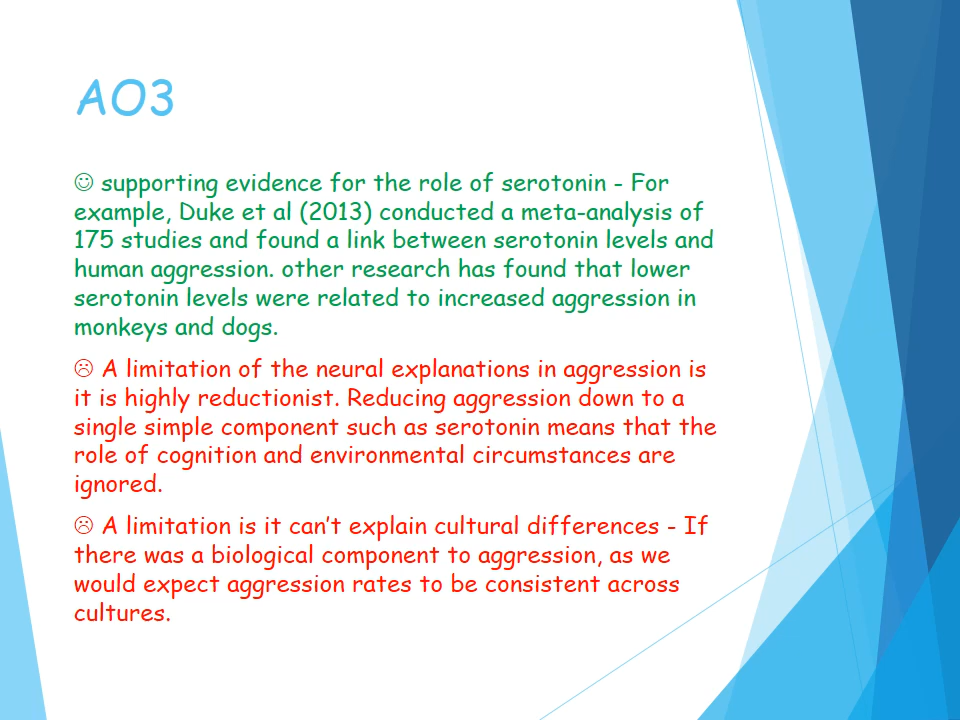 AO3
☺ supporting evidence for the role of serotonin - For
example, Duke et al (2013) conducted a meta-analysis of
175 studies and found a link between serotonin levels and
human aggression. other research has found that lower
serotonin levels were related to increased aggression in
monkeys and dogs.
☹ A limitation of the neural explanations in aggression is
it is highly reductionist. Reducing aggression down to a
single simple component such as serotonin means that the
role of cognition and environmental circumstances are
ignored.
☹ A limitation is it can’t explain cultural differences - If
there was a biological component to aggression, as we
would expect aggression rates to be consistent across
cultures.